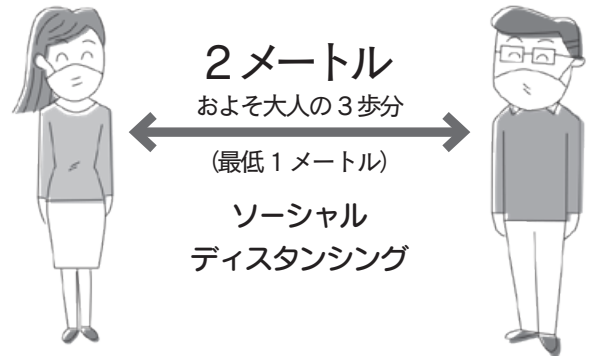 2メートル
およそ大人の3歩分
(最低1メートル)
ソーシャル
ディスタンシング